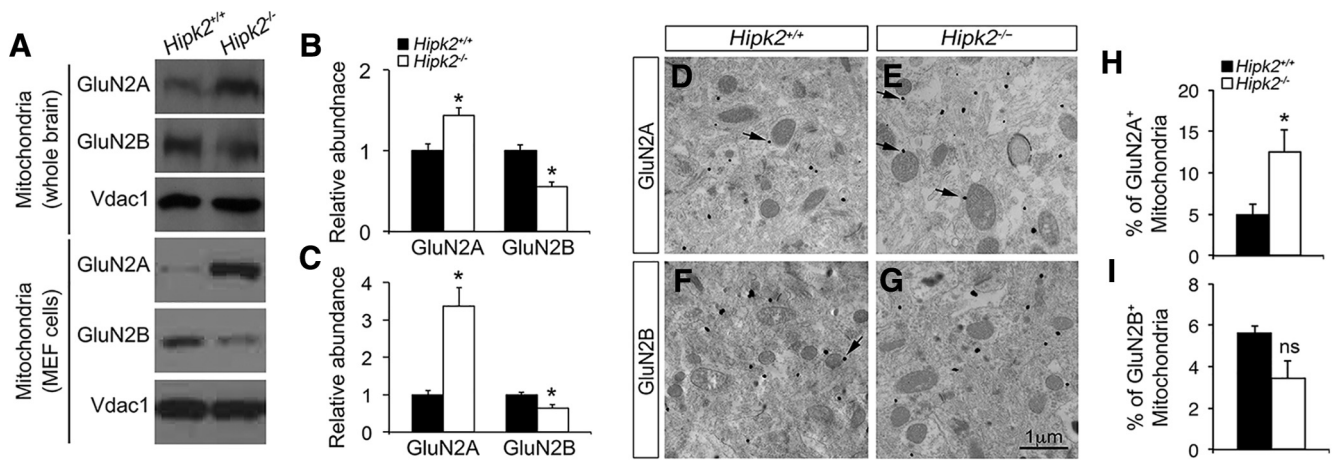 A
Hipk2+/+
Hipk2-/-
Mitochondria
(whole brain)
GluN2A
GluN2B
Vdac1
Mitochondria
(MEF cells)
GluN2A
GluN2B
Vdac1
B
Hipk2+/+
Hipk2-/-
Relative abundnace
2
1
0
*
*
GluN2A
GluN2B
C
Relative abundance
4
3
2
1
0
*
*
GluN2A
GluN2B
Hipk2+/+
Hipk2-/-
GluN2A
D
E
GluN2B
F
G
1µm
H
Hipk2+/+
Hipk2-/-
% of GluN2A+
Mitochondria
20
15
10
5
0
*
I
% of GluN2B+
Mitochondria
8
6
4
2
0
ns